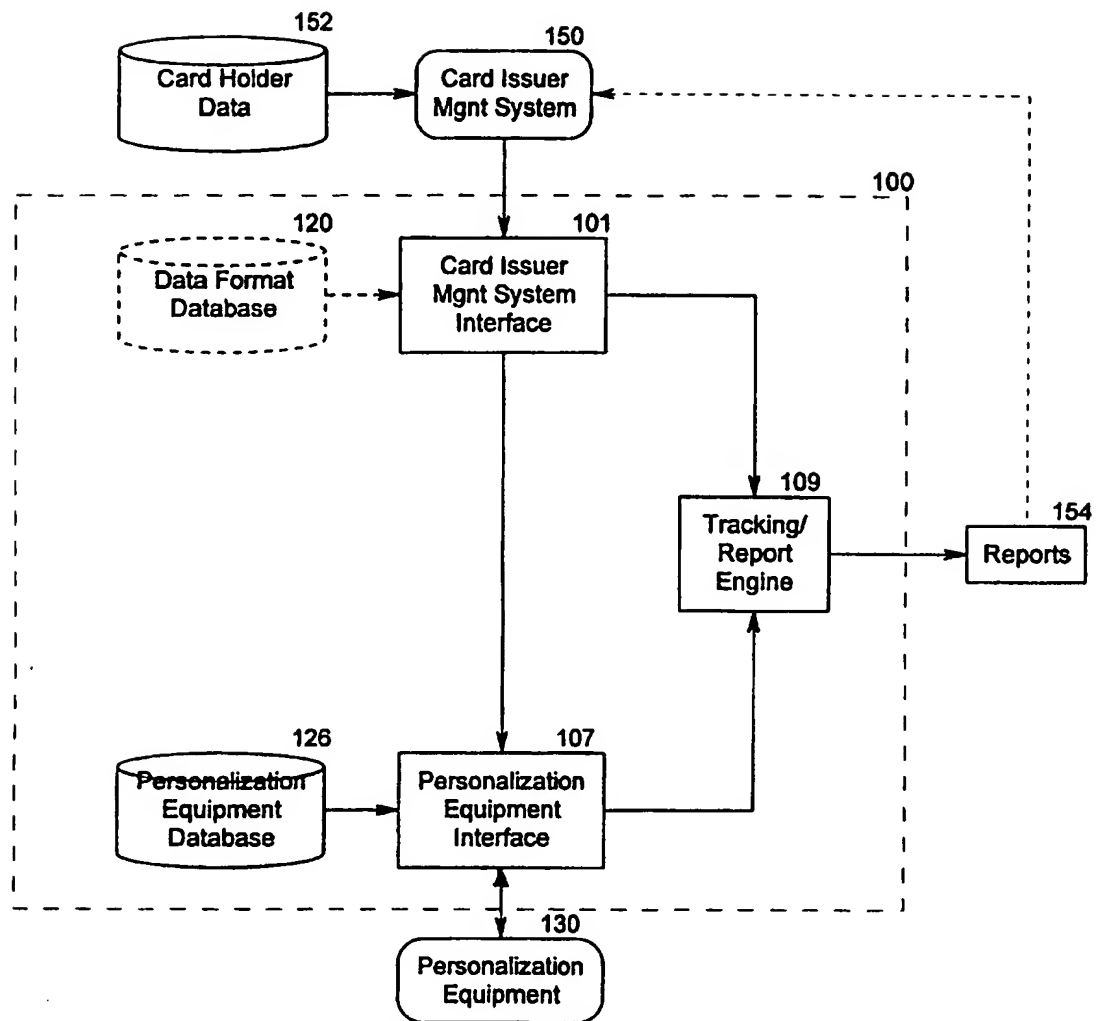 152
Card Holder
Data
150
Card Issuer
Mgnt System
100
120
Data Format
Database
101
Card Issuer
Mgnt System
Interface
109
Tracking/
Report
Engine
154
Reports
126
Personalization
Equipment
Database
107
Personalization
Equipment
Interface
130
Personalization
Equipment